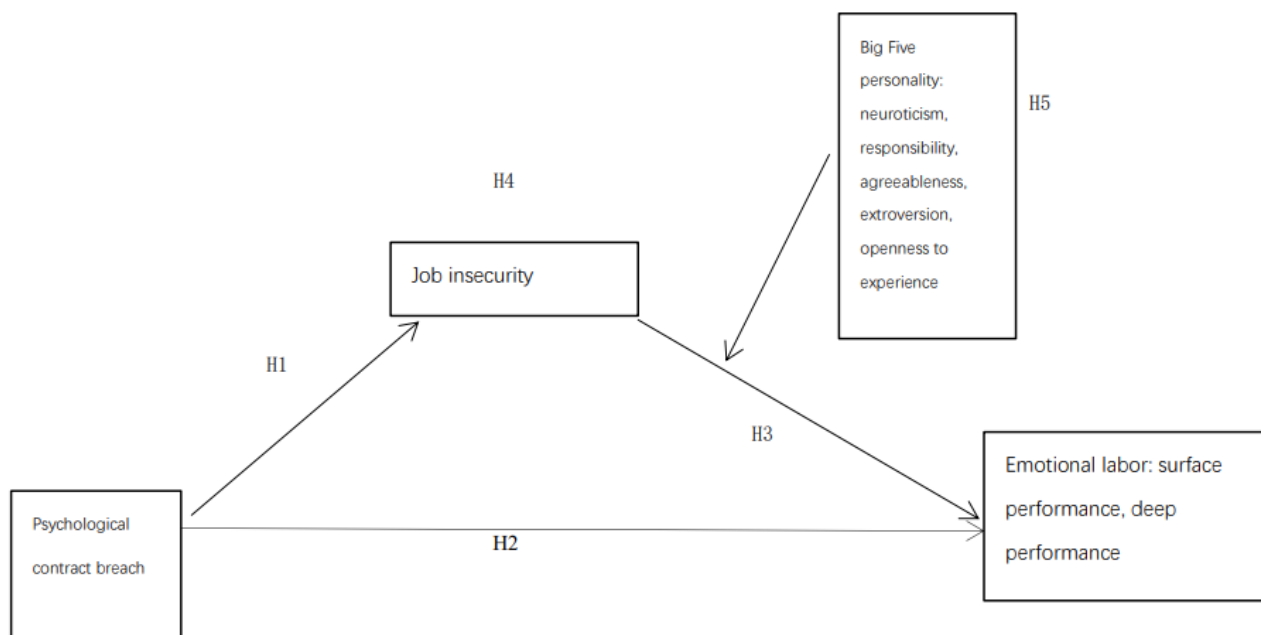 Big Five
personality:
neuroticism,
responsibility,
agreeableness,
extroversion,
openness to
experience
H5
H4
Job insecurity
H1
H3
Emotional labor: surface
performance, deep
performance
Psychological
contract breach
H2